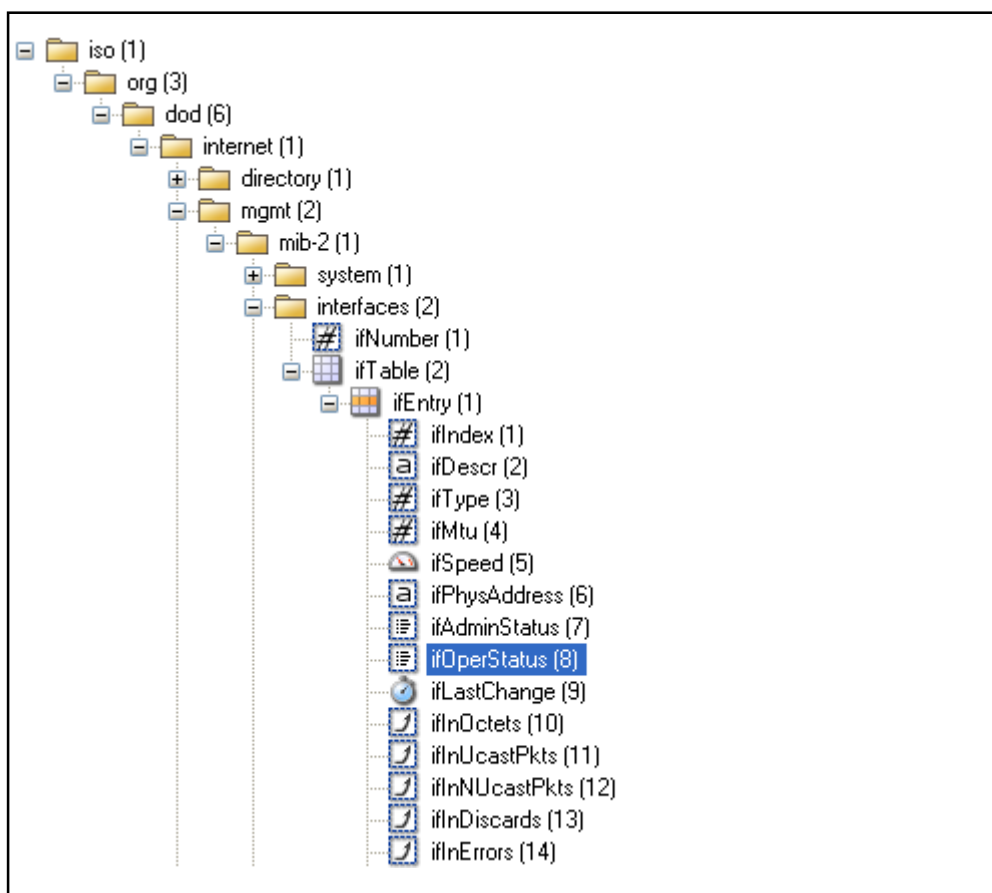 iso (1)
org (3)
dod (6)
internet (1)
directory (1)
mgmt (2)
mib-2 (1)
system (1)
interfaces (2)
ifNumber (1)
ifTable (2)
ifEntry (1)
ifIndex (1)
ifDescr (2)
ifType (3)
ifMtu (4)
ifSpeed (5)
ifPhysAddress (6)
ifAdminStatus (7)
ifOperStatus (8)
ifLastChange (9)
ifInOctets (10)
ifInUcastPkts (11)
ifInNUcastPkts (12)
ifInDiscards (13)
ifInErrors (14)